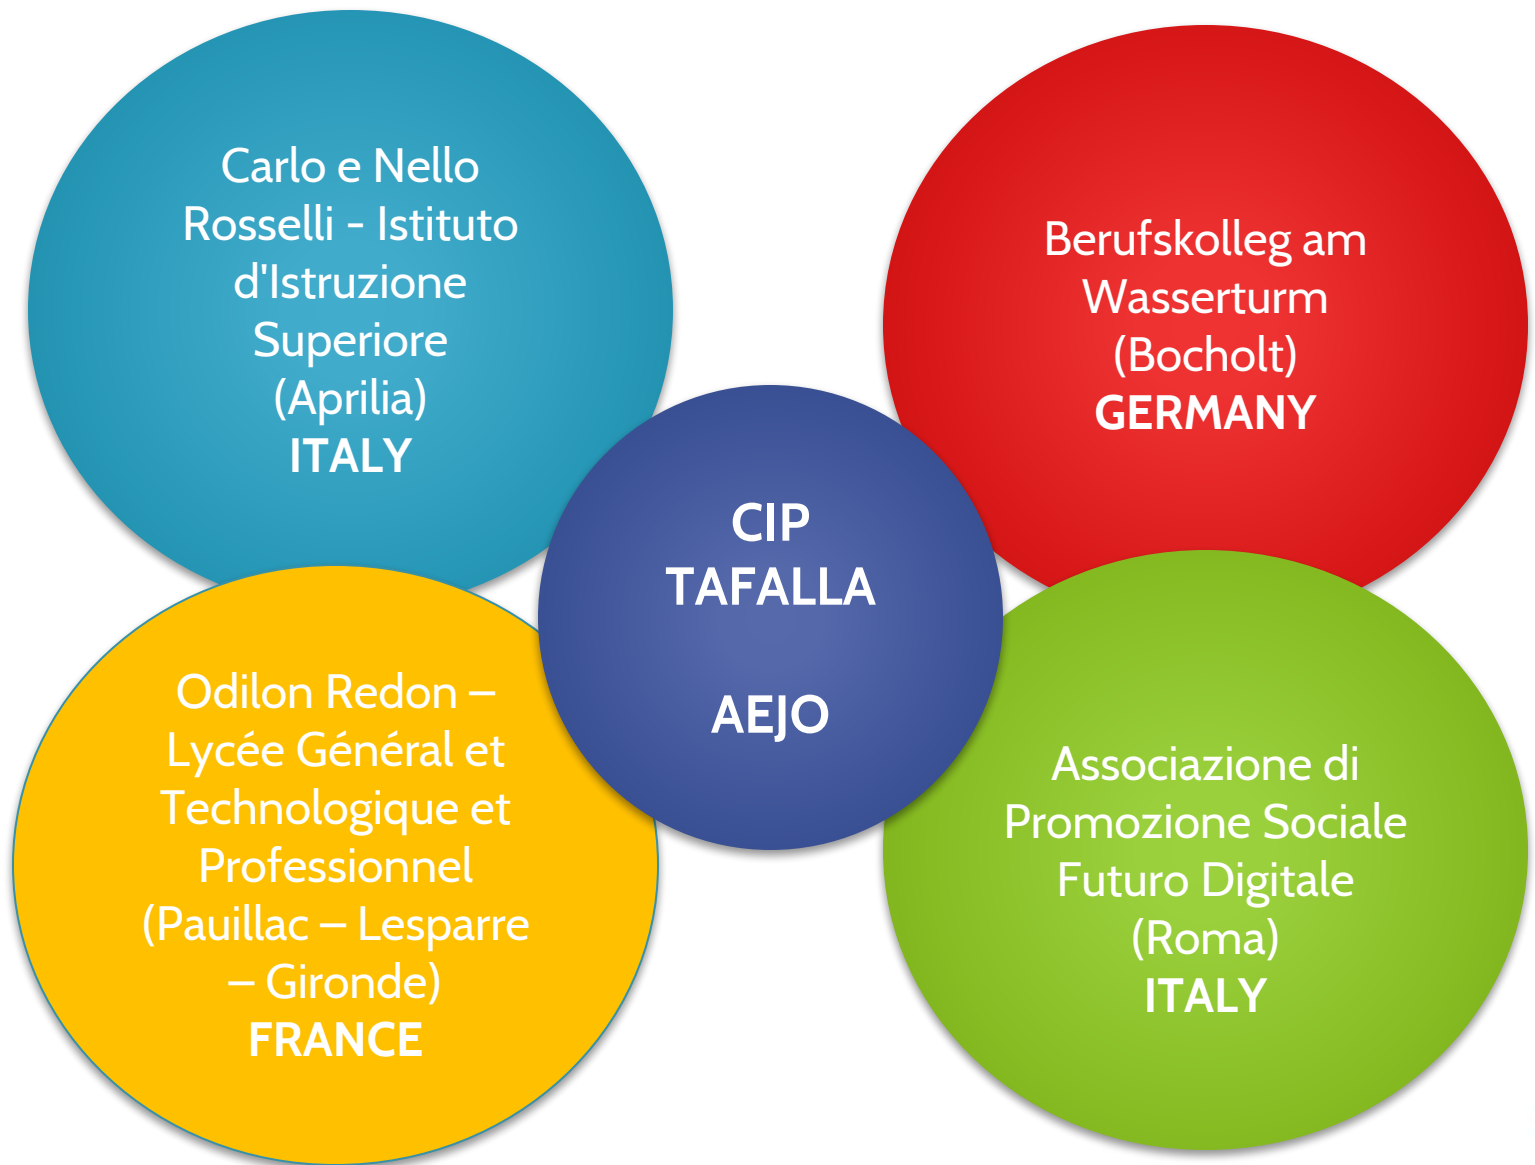 Carlo e Nello
Rosselli - Istituto
d'Istruzione
Superiore
(Aprilia)
ITALY
Berufskolleg am
Wasserturm
(Bocholt)
GERMANY
CIP
TAFALLA
AEJO
Odilon Redon –
Lycée Général et
Technologique et
Professionnel
(Pauillac – Lesparre
– Gironde)
FRANCE
Associazione di
Promozione Sociale
Futuro Digitale
(Roma)
ITALY